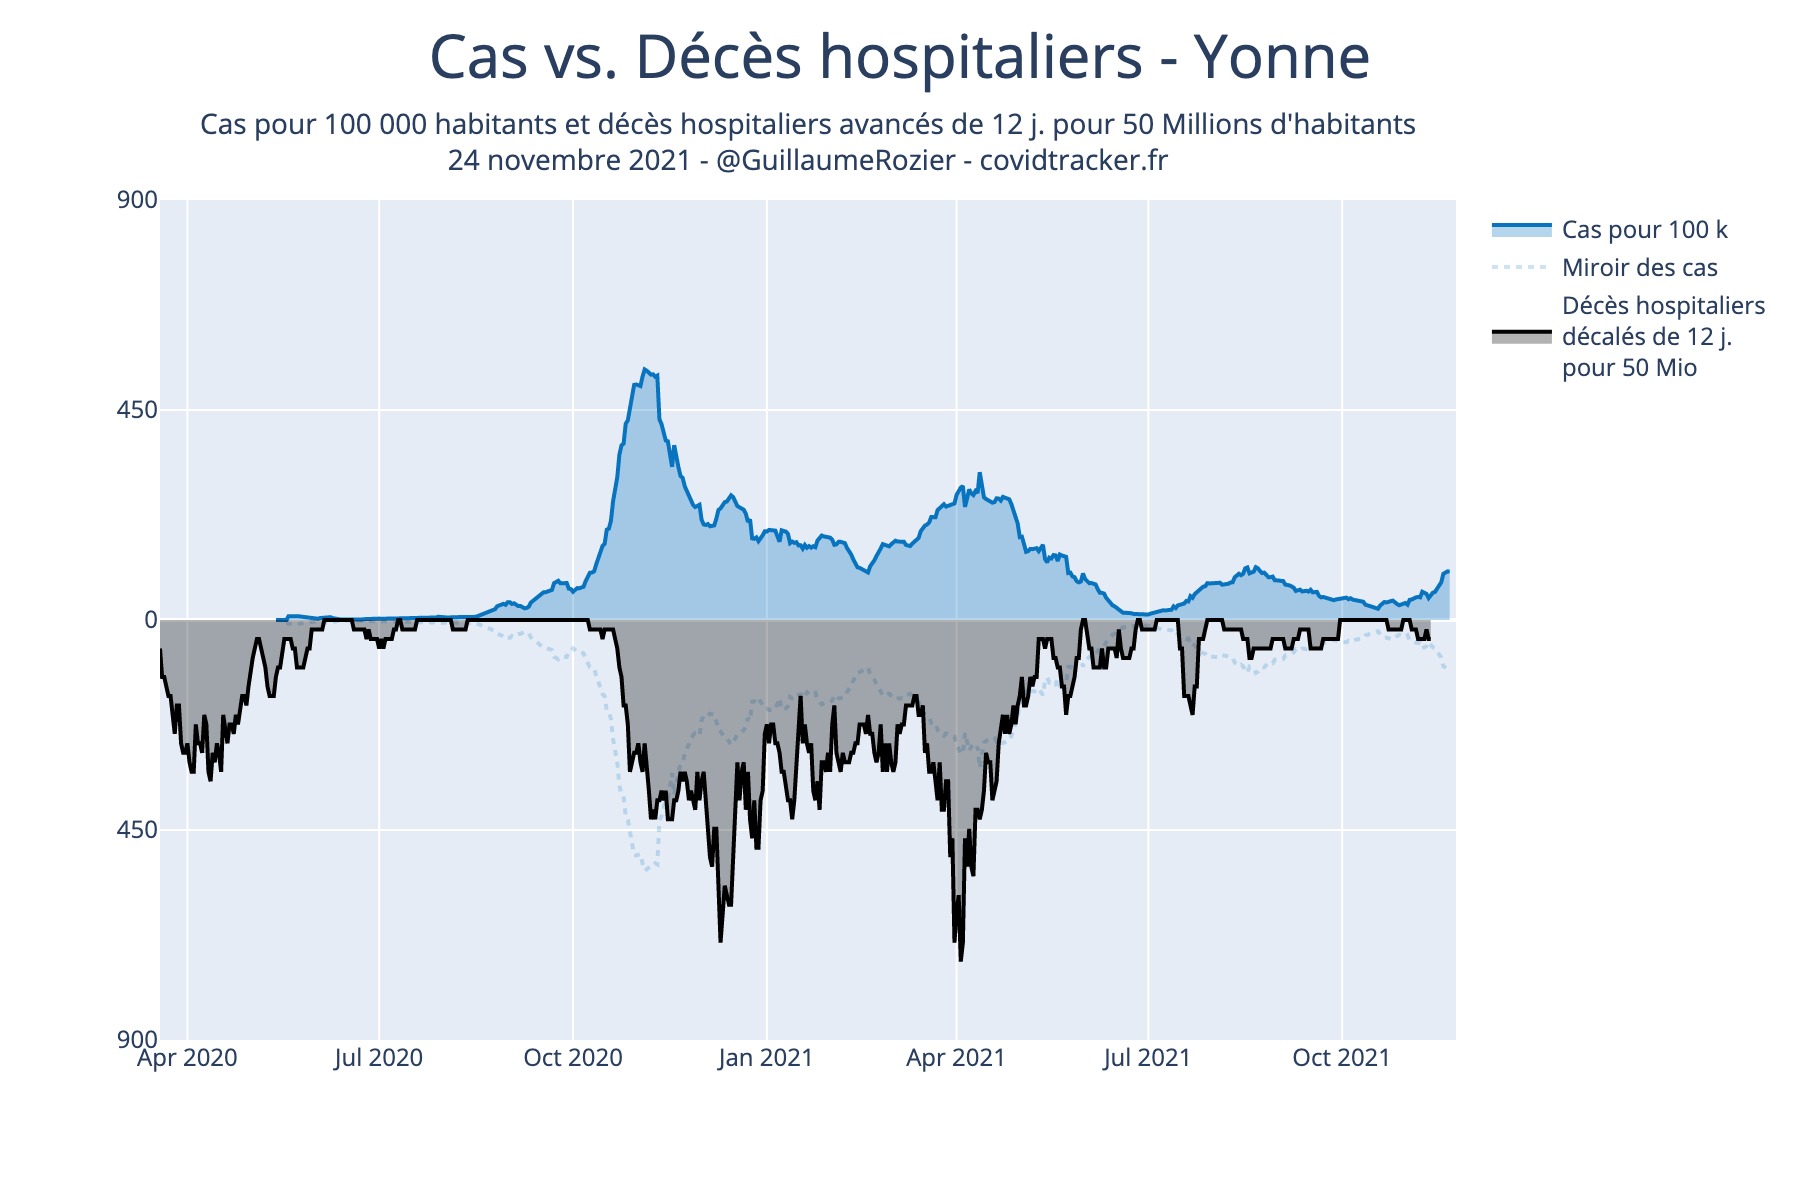 Cas vs. Décès hospitaliers - Yonne
Cas pour 100 000 habitants et décès hospitaliers avancés de 12 j. pour 50 Millions d'habitants
24 novembre 2021 - @GuillaumeRozier - covidtracker.fr
900
450
0
450
900
Apr 2020
Jul 2020
Oct 2020
Jan 2021
Apr 2021
Jul 2021
Oct 2021
Cas pour 100 k
Miroir des cas
Décès hospitaliers
décalés de 12 j.
pour 50 Mio